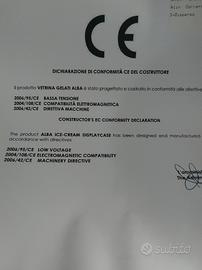 CE
DICHIARAZIONE DI CONFORMITÀ CE DEL COSTRUTTORE
Il prodotto VETRINA GELATI ALBA è stato progettato e costruito in conformità alle direttive
2006/95/CE BASSA TENSIONE
2004/108/CE COMPATIBILITÀ ELETTROMAGNETICA
2006/42/CE DIRETTIVA MACCHINE
CONSTRUCTOR'S EC CONFORMITY DECLARATION
The product ALBA ICE-CREAM DISPLAYCASE has been designed and manufactured
accordance with directives
2006/95/CE LOW VOLTAGE
2004/108/CE ELECTROMAGNETIC COMPATIBILITY
2006/42/CE MACHINERY DIRECTIVE
subito